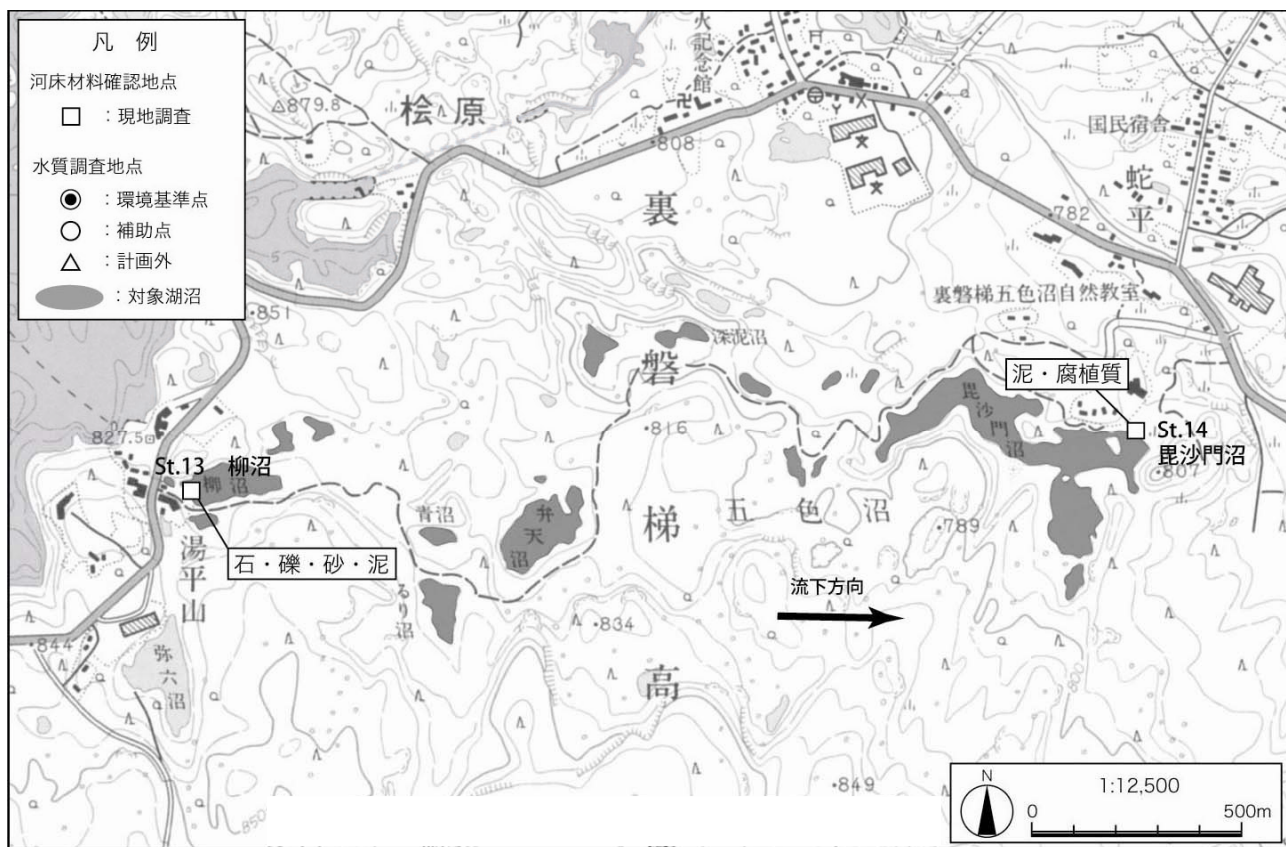 凡 例
河床材料確認地点
：現地調査
水質調査地点
：環境基準点
：補助点
：計画外
：対象湖沼
火記念館
879.8
桧原
808
国民宿舎
蛇平
782
裏
851
裏磐梯五色沼自然教室
深泥沼
磐
泥・腐植質
毘沙門沼
St.14
毘沙門沼
816
827.5
807
St.13 柳沼
柳沼
青沼
弁天沼
梯
五色沼
789
石・礫・砂・泥
湯平山
るり沼
流下方向
834
844
弥六沼
高
849
850
N
1:12,500
0
500m